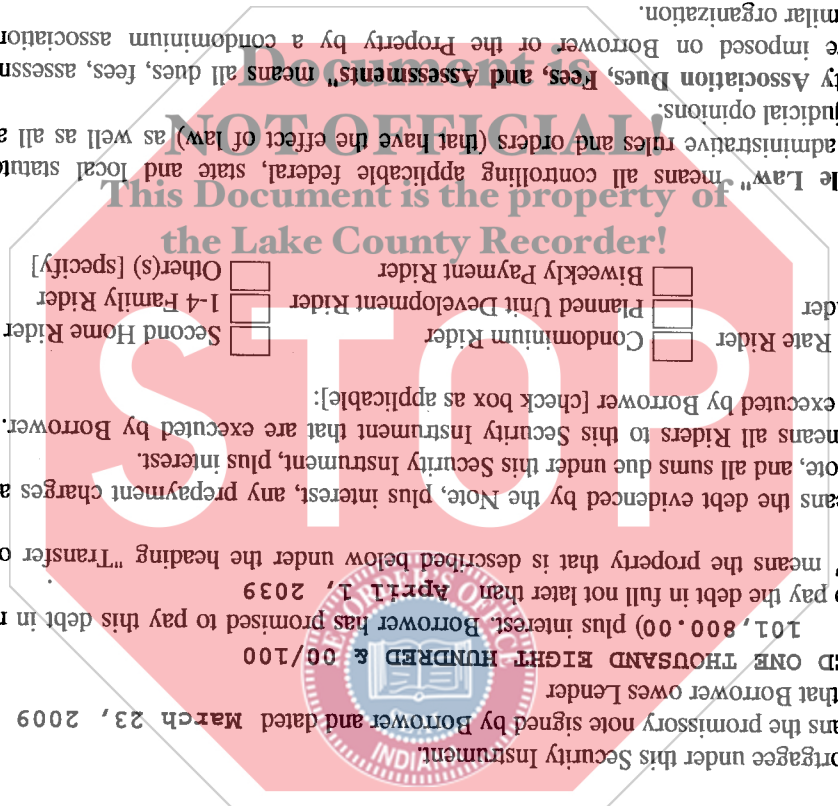 rtgagee under this Security Instrument.
ans the promissory note signed by Borrower and dated March 23, 2009
that Borrower owes Lender
ED ONE THOUSAND EIGHT HUNDRED & 00/100
101,800.00) plus interest. Borrower has promised to pay this debt in r
pay the debt in full not later than April 1, 2039 .
means the property that is described below under the heading "Transfer o
eans the debt evidenced by the Note, plus interest, any prepayment charges a
ote, and all sums due under this Security Instrument, plus interest.
means all Riders to this Security Instrument that are executed by Borrower.
executed by Borrower [check box as applicable]:
Rate Rider Condominium Rider Second Home Rider
der Planned Unit Development Rider 1-4 Family Rider
Biweekly Payment Rider Other(s) [specify]
le Law" means all controlling applicable federal, state and local statute
administrative rules and orders (that have the effect of law) as well as all a
judicial opinions.
ty Association Dues, Fees, and Assessments" means all dues, fees, assessm
e imposed on Borrower or the Property by a condominium association
milar organization.
Document is
NOT OFFICIAL!
This Document is the property of
the Lake County Recorder!
STOP
RECORDER'S OFFICE
INDIANA